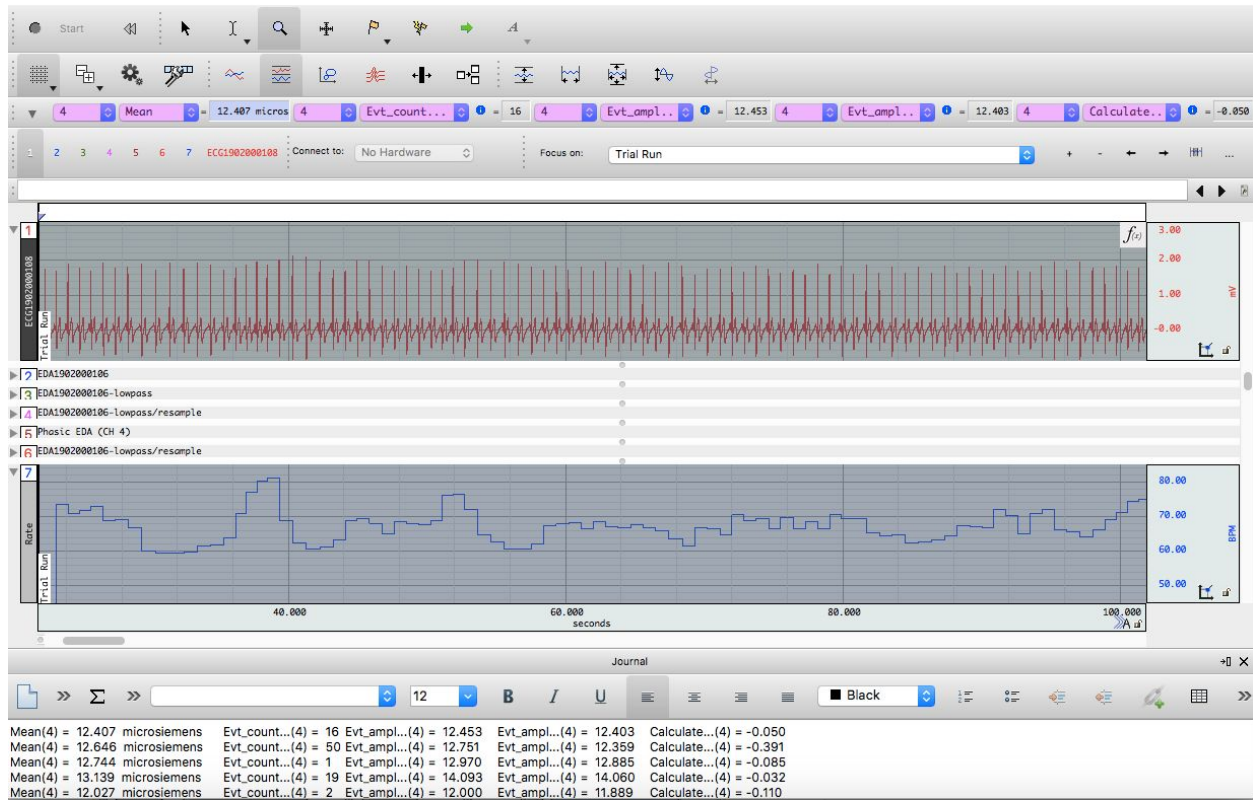 Start
4 Mean = 12.407 micros 4 Evt_count... = 16 4 Evt_ampl.. = 12.453 4 Evt_ampl.. = 12.403 4 Calculate.. = -0.050
1 2 3 4 5 6 7 ECG1902000108 Connect to: No Hardware Focus on: Trial Run + - ...
1
ECG1902000108
Trial Run
f(x)
3.00
2.00
1.00
-0.00
mV
2 EDA1902000106
3 EDA1902000106-lowpass
4 EDA1902000106-lowpass/resample
5 Phasic EDA (CH 4)
6 EDA1902000106-lowpass/resample
7
Rate
Trial Run
80.00
70.00
60.00
50.00
BPM
40.000 60.000 80.000 100.000
seconds
A
Journal
12 B I U Black
Mean(4) = 12.407 microsiemens Evt_count...(4) = 16 Evt_ampl...(4) = 12.453 Evt_ampl...(4) = 12.403 Calculate...(4) = -0.050
Mean(4) = 12.646 microsiemens Evt_count...(4) = 50 Evt_ampl...(4) = 12.751 Evt_ampl...(4) = 12.359 Calculate...(4) = -0.391
Mean(4) = 12.744 microsiemens Evt_count...(4) = 1 Evt_ampl...(4) = 12.970 Evt_ampl...(4) = 12.885 Calculate...(4) = -0.085
Mean(4) = 13.139 microsiemens Evt_count...(4) = 19 Evt_ampl...(4) = 14.093 Evt_ampl...(4) = 14.060 Calculate...(4) = -0.032
Mean(4) = 12.027 microsiemens Evt_count...(4) = 2 Evt_ampl...(4) = 12.000 Evt_ampl...(4) = 11.889 Calculate...(4) = -0.110